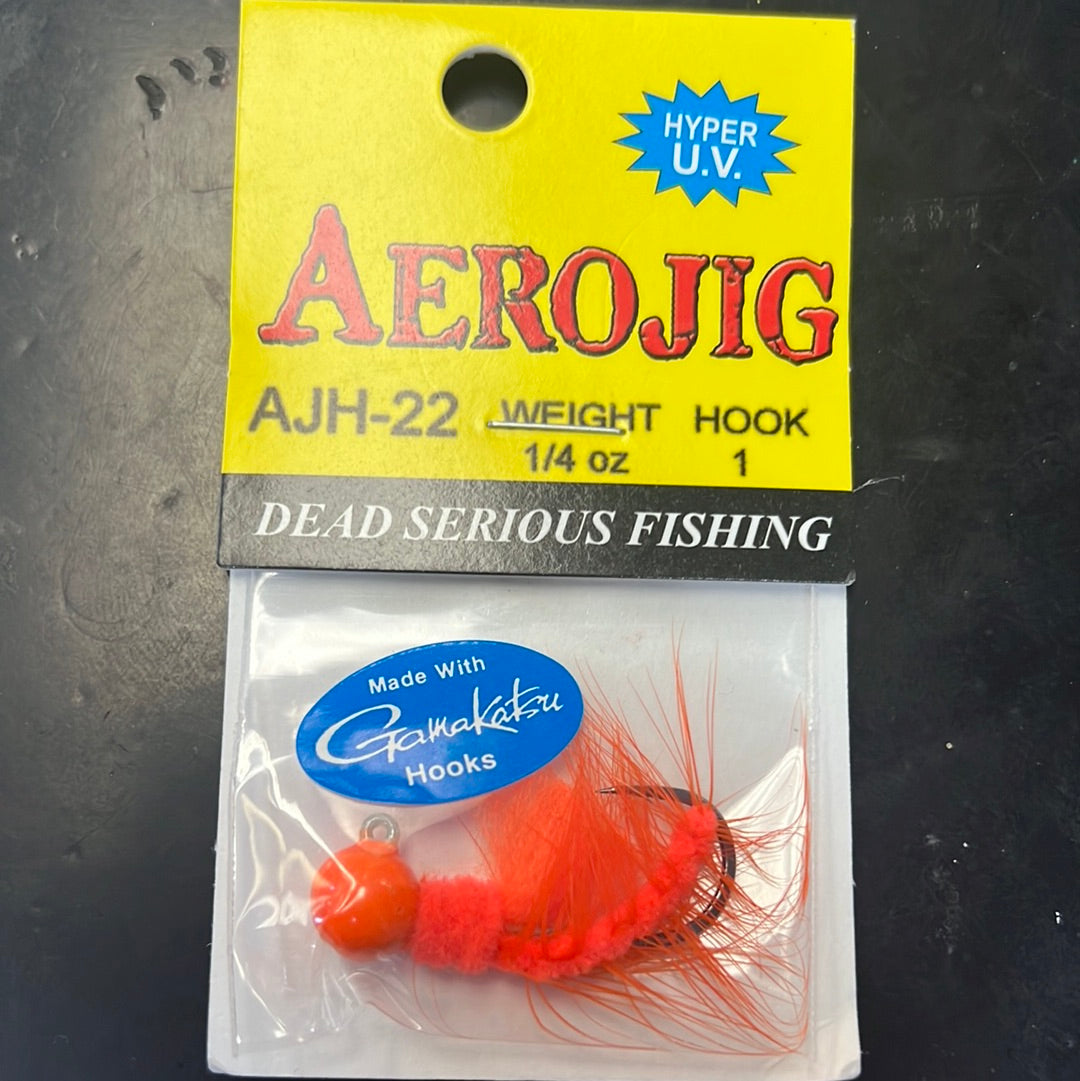 HYPER
U.V.
AEROJIG
AJH-22 WEIGHT HOOK
1/4 oz 1
DEAD SERIOUS FISHING
Made With
Gamakatsu
Hooks